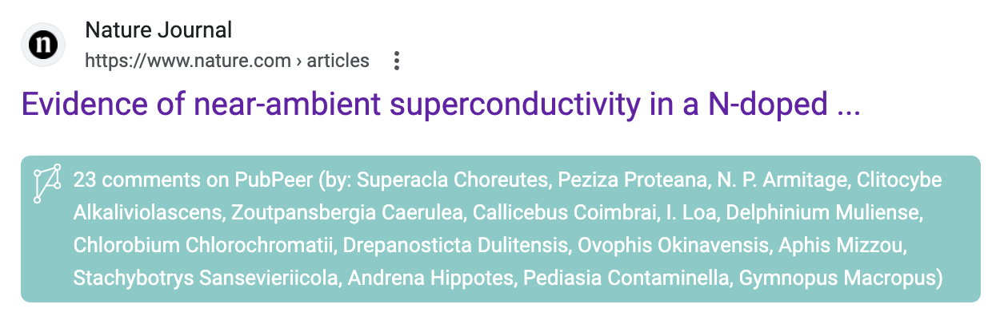 n
Nature Journal
https://www.nature.com › articles
Evidence of near-ambient superconductivity in a N-doped ...
23 comments on PubPeer (by: Superacla Choreutes, Peziza Proteana, N. P. Armitage, Clitocybe
Alkaliviolascens, Zoutpansbergia Caerulea, Callicebus Coimbrai, I. Loa, Delphinium Muliense,
Chlorobium Chlorochromatii, Drepanosticta Dulitensis, Ovophis Okinavensis, Aphis Mizzou,
Stachybotrys Sansevieriicola, Andrena Hippotes, Pediasia Contaminella, Gymnopus Macropus)